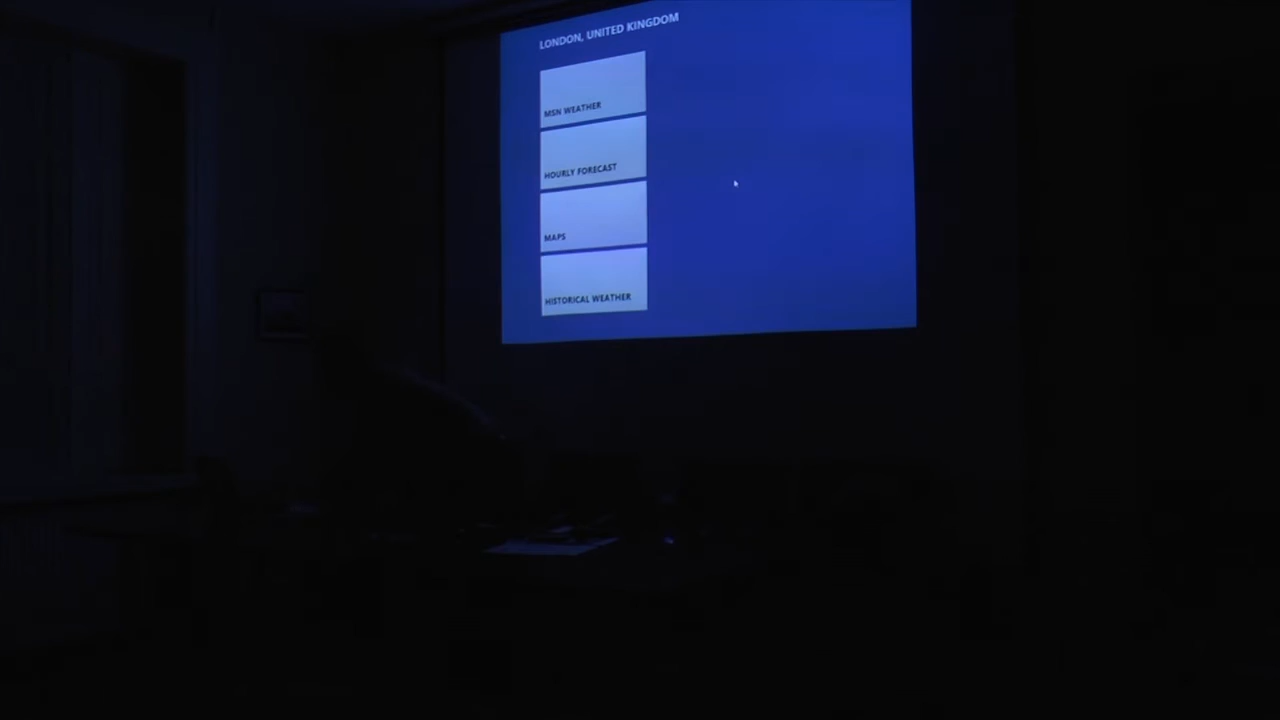 LONDON, UNITED KINGDOM
MSN WEATHER
HOURLY FORECAST
MAPS
HISTORICAL WEATHER